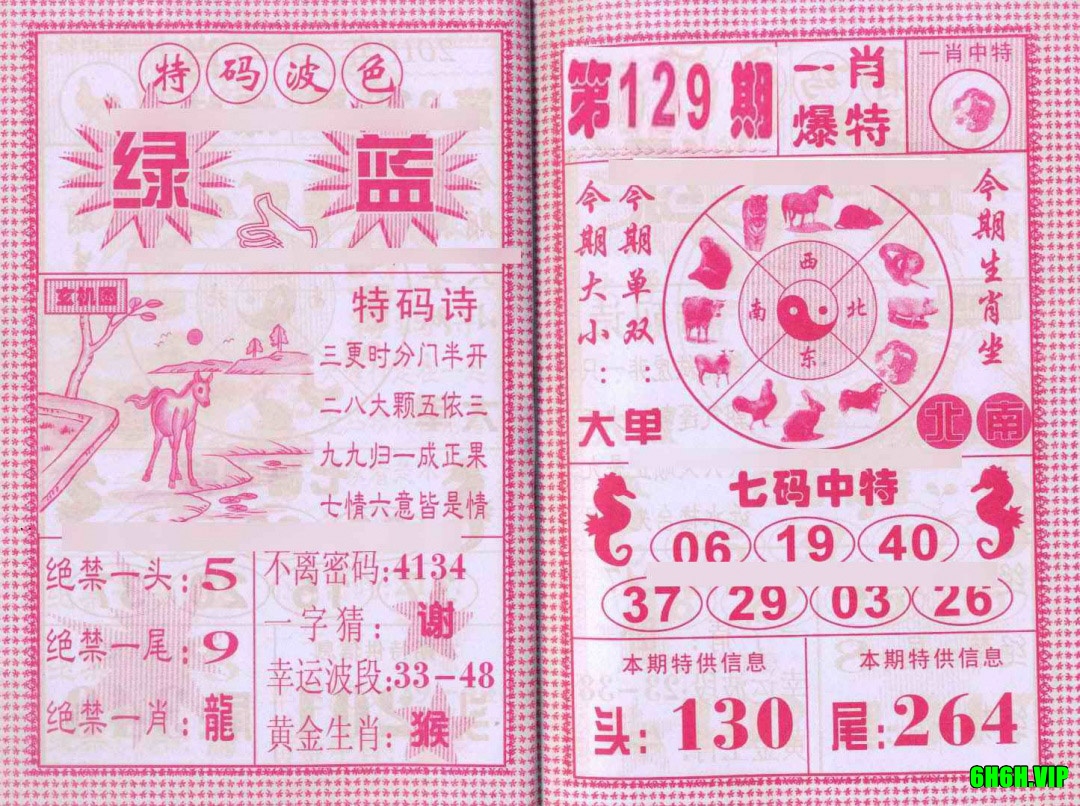 特码波色
绿 蓝
玄机图
特码诗
三更时分门半开
二八大颗五依三
九九归一成正果
七情六意皆是情
绝禁一头：5
绝禁一尾：9
绝禁一肖：龍
不离密码：4134
一字猜：谢
幸运波段：33-48
黄金生肖：猴
第129期
一肖爆特
一肖中特
今期大小：大
今期单双：单
西
南 北
东
今期生肖坐
北 南
七码中特
06 19 40
37 29 03 26
本期特供信息
头：130
本期特供信息
尾：264
6H6H.VIP